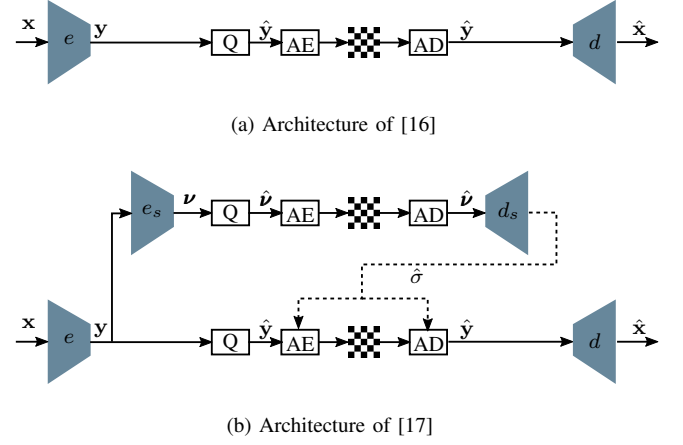 x e y Q ŷ AE AD ŷ d x̂
(a) Architecture of [16]
e_s ν Q ν̂ AE AD ν̂ d_s
σ̂
x e y Q ŷ AE AD ŷ d x̂
(b) Architecture of [17]